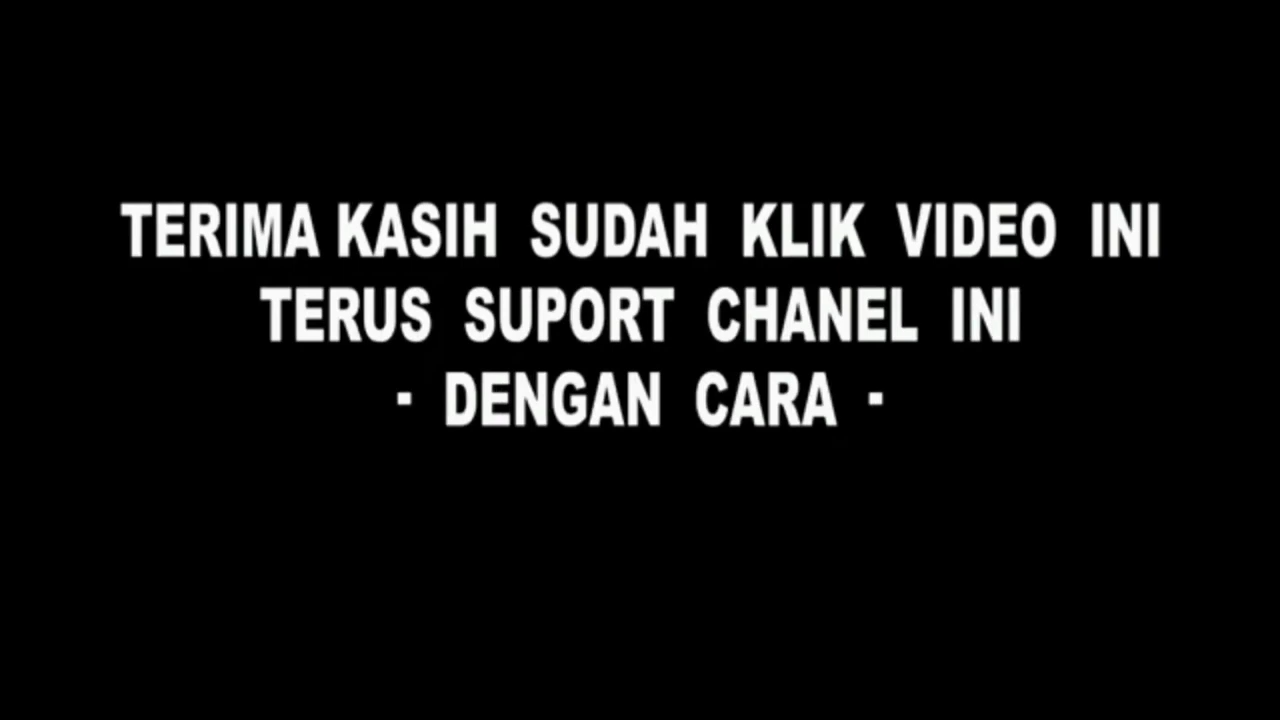 TERIMA KASIH SUDAH KLIK VIDEO INI
TERUS SUPORT CHANEL INI
- DENGAN CARA -